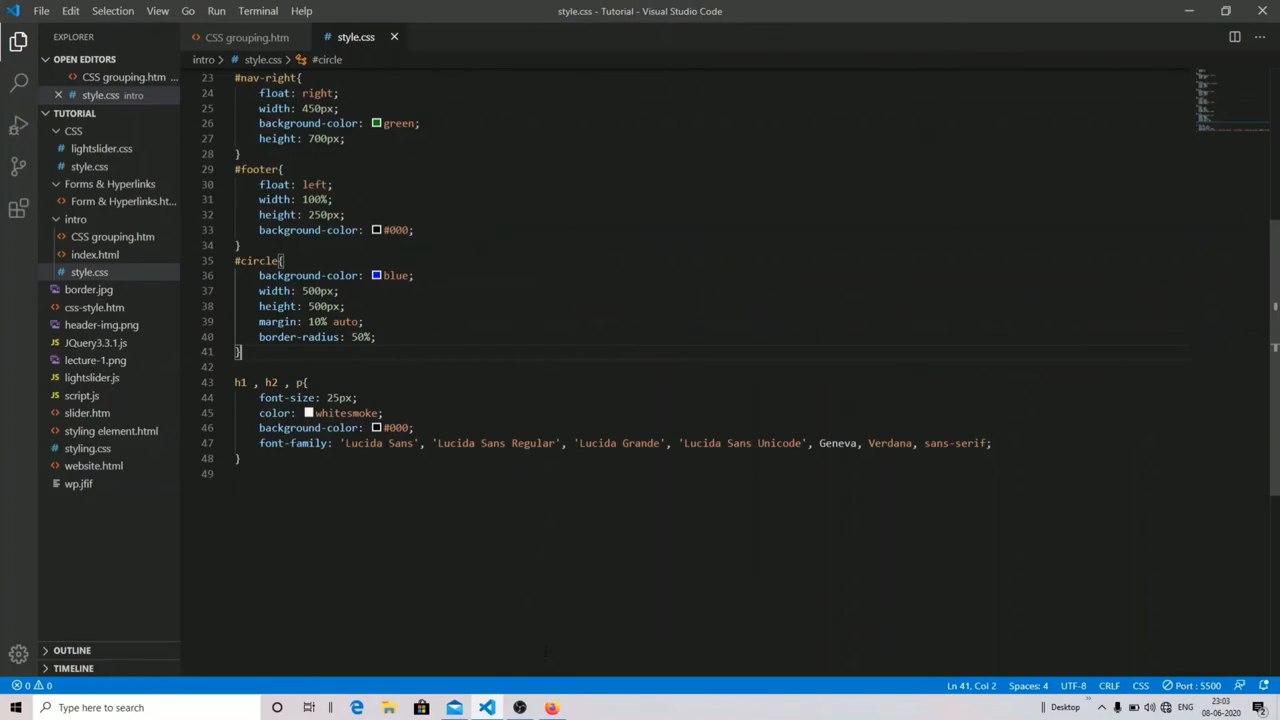 File Edit Selection View Go Run Terminal Help
style.css - Tutorial - Visual Studio Code
EXPLORER
OPEN EDITORS
CSS grouping.htm ...
style.css intro
TUTORIAL
CSS
lightslider.css
style.css
Forms & Hyperlinks
Form & Hyperlinks.ht...
intro
CSS grouping.htm
index.html
style.css
border.jpg
css-style.htm
header-img.png
JQuery3.3.1.js
lecture-1.png
lightslider.js
script.js
slider.htm
styling element.html
styling.css
website.html
wp.jfif
OUTLINE
TIMELINE
CSS grouping.htm
style.css
intro > style.css > #circle
23 #nav-right{
24 float: right;
25 width: 450px;
26 background-color: green;
27 height: 700px;
28 }
29 #footer{
30 float: left;
31 width: 100%;
32 height: 250px;
33 background-color: #000;
34 }
35 #circle{
36 background-color: blue;
37 width: 500px;
38 height: 500px;
39 margin: 10% auto;
40 border-radius: 50%;
41 }
42
43 h1 , h2 , p{
44 font-size: 25px;
45 color: whitesmoke;
46 background-color: #000;
47 font-family: 'Lucida Sans', 'Lucida Sans Regular', 'Lucida Grande', 'Lucida Sans Unicode', Geneva, Verdana, sans-serif;
48 }
49
0 0
Ln 41, Col 2 Spaces: 4 UTF-8 CRLF CSS Port : 5500
Type here to search
Desktop
ENG
23:03
08-06-2020
2